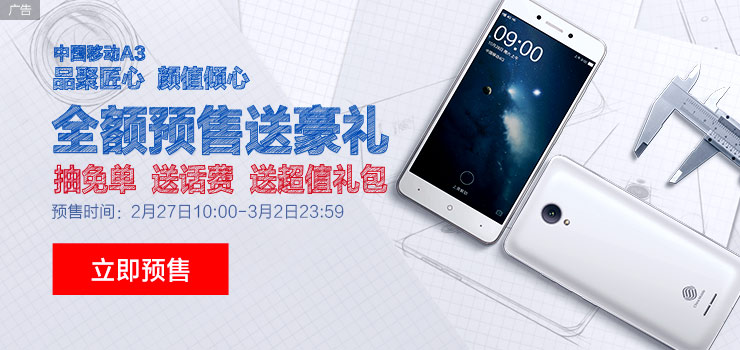 广告
中国移动A3
品聚匠心 颜值倾心
全额预售送豪礼
抽免单 送话费 送超值礼包
预售时间：2月27日10:00-3月2日23:59
立即预售
09:00